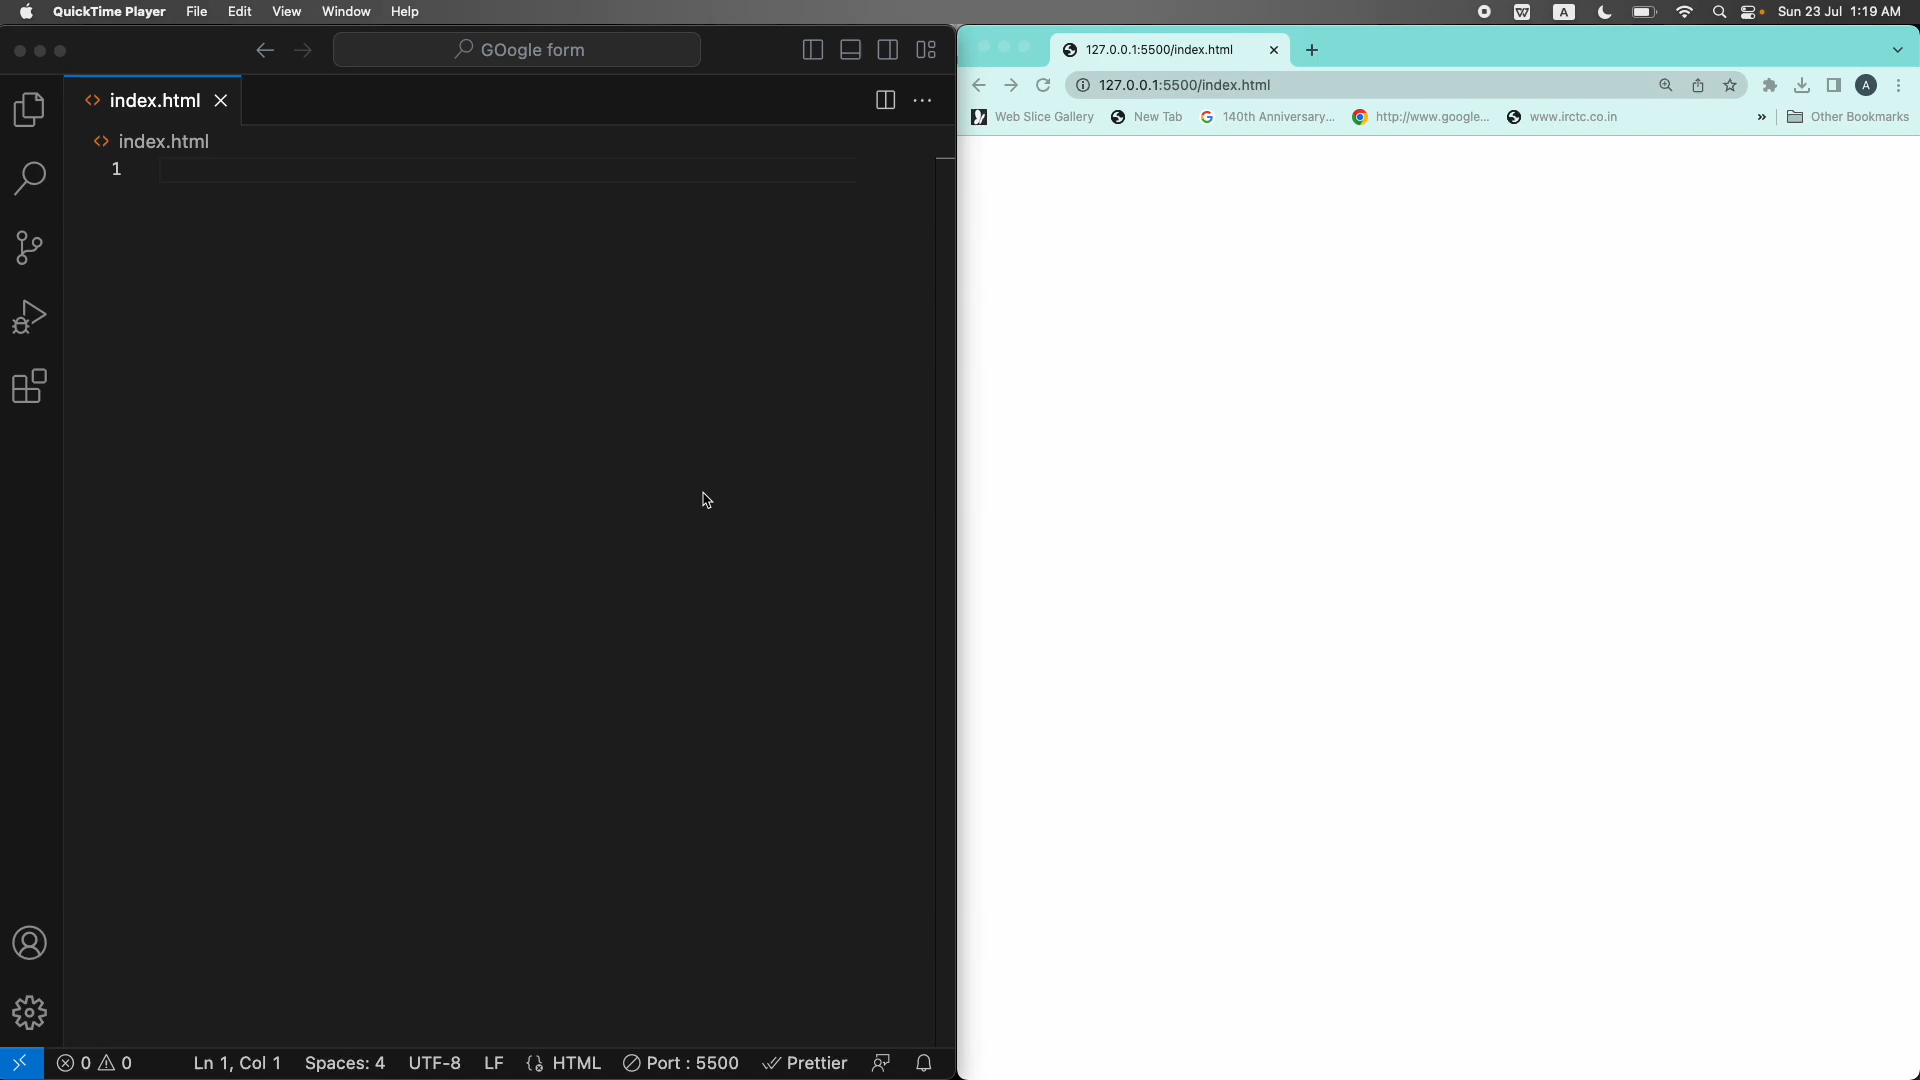 QuickTime Player File Edit View Window Help
A
Sun 23 Jul 1:19 AM
GOogle form
index.html
index.html
1
0 0 Ln 1, Col 1 Spaces: 4 UTF-8 LF HTML Port : 5500 Prettier
127.0.0.1:5500/index.html
127.0.0.1:5500/index.html
A
Web Slice Gallery New Tab 140th Anniversary... http://www.google... www.irctc.co.in » Other Bookmarks